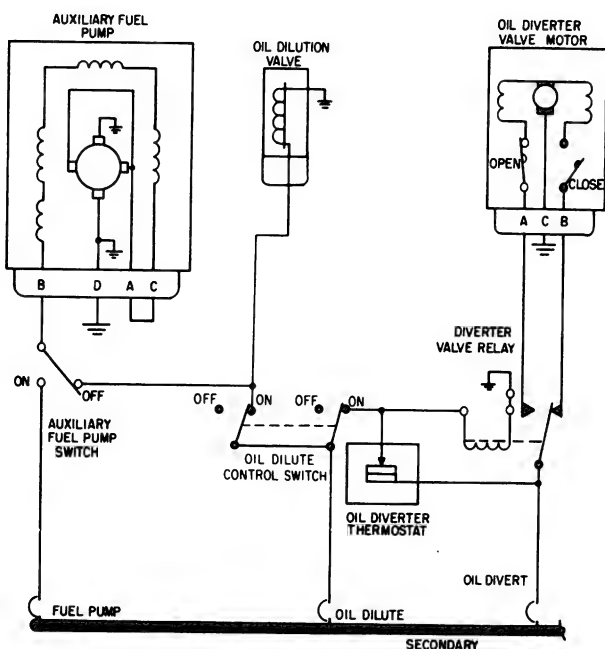 AUXILIARY FUEL
PUMP
OIL DILUTION
VALVE
OIL DIVERTER
VALVE MOTOR
OPEN
CLOSE
A C B
B D A C
DIVERTER
VALVE RELAY
ON
OFF
AUXILIARY
FUEL PUMP
SWITCH
OFF
ON
OFF
ON
OIL DILUTE
CONTROL SWITCH
OIL DIVERTER
THERMOSTAT
OIL DIVERT
FUEL PUMP
OIL DILUTE
SECONDARY